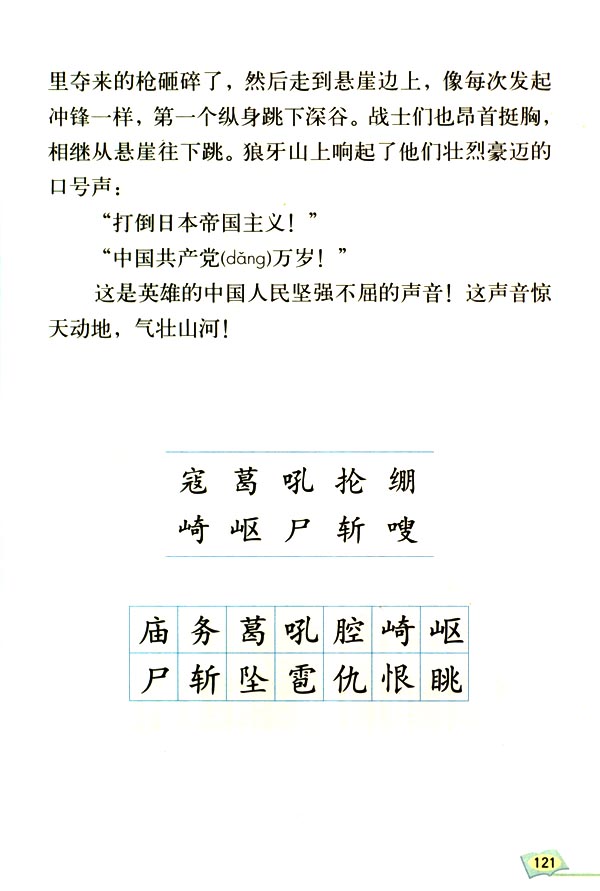 里夺来的枪砸碎了，然后走到悬崖边上，像每次发起
冲锋一样，第一个纵身跳下深谷。战士们也昂首挺胸，
相继从悬崖往下跳。狼牙山上响起了他们壮烈豪迈的
口号声：
“打倒日本帝国主义！”
“中国共产党(dǎng)万岁！”
这是英雄的中国人民坚强不屈的声音！这声音惊
天动地，气壮山河！
寇 葛 吼 抡 绷
崎 岖 尸 斩 嗖
庙 务 葛 吼 腔 崎 岖
尸 斩 坠 雹 仇 恨 眺
121